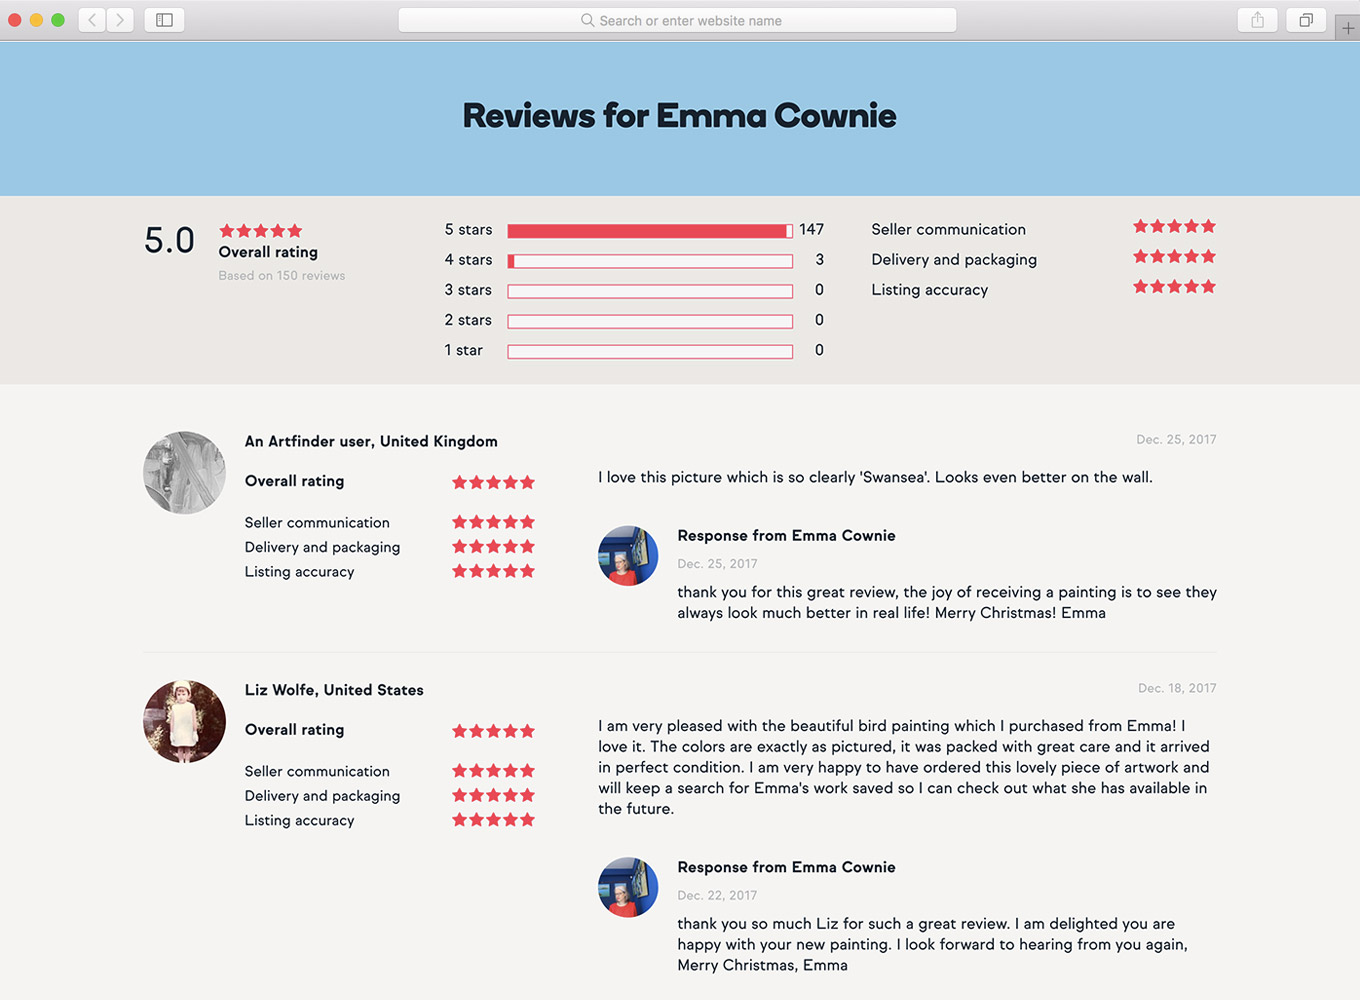 Search or enter website name
Reviews for Emma Cownie
5.0
Overall rating
Based on 150 reviews
5 stars 147
4 stars 3
3 stars 0
2 stars 0
1 star 0
Seller communication
Delivery and packaging
Listing accuracy
An Artfinder user, United Kingdom
Overall rating
Seller communication
Delivery and packaging
Listing accuracy
Dec. 25, 2017
I love this picture which is so clearly 'Swansea'. Looks even better on the wall.
Response from Emma Cownie
Dec. 25, 2017
thank you for this great review, the joy of receiving a painting is to see they
always look much better in real life! Merry Christmas! Emma
Liz Wolfe, United States
Overall rating
Seller communication
Delivery and packaging
Listing accuracy
Dec. 18, 2017
I am very pleased with the beautiful bird painting which I purchased from Emma! I
love it. The colors are exactly as pictured, it was packed with great care and it arrived
in perfect condition. I am very happy to have ordered this lovely piece of artwork and
will keep a search for Emma's work saved so I can check out what she has available in
the future.
Response from Emma Cownie
Dec. 22, 2017
thank you so much Liz for such a great review. I am delighted you are
happy with your new painting. I look forward to hearing from you again,
Merry Christmas, Emma